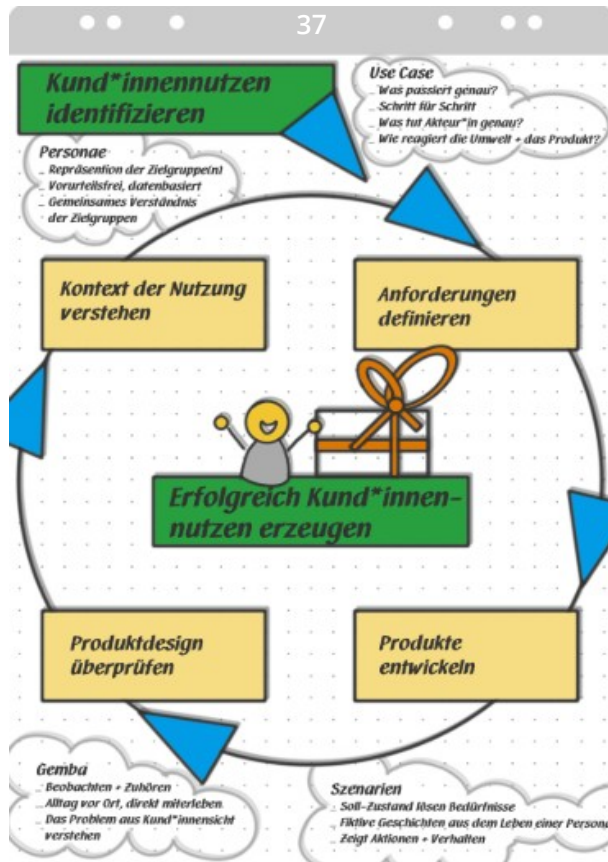 37
Kund*innennutzen
identifizieren
Use Case
_ Was passiert genau?
_ Schritt für Schritt
_ Was tut Akteur*in genau?
_ Wie reagiert die Umwelt + das Produkt?
Personae
_ Repräsention der Zielgruppe(n)
_ Vorurteilsfrei, datenbasiert
_ Gemeinsames Verständnis
der Zielgruppen
Kontext der Nutzung
verstehen
Anforderungen
definieren
Erfolgreich Kund*innen-
nutzen erzeugen
Produktdesign
überprüfen
Produkte
entwickeln
Gemba
_ Beobachten + Zuhören
_ Alltag vor Ort, direkt miterleben
_ Das Problem aus Kund*innensicht
verstehen
Szenarien
_ Soll-Zustand lösen Bedürfnisse
_ Fiktive Geschichten aus dem Leben einer Persona
_ Zeigt Aktionen + Verhalten